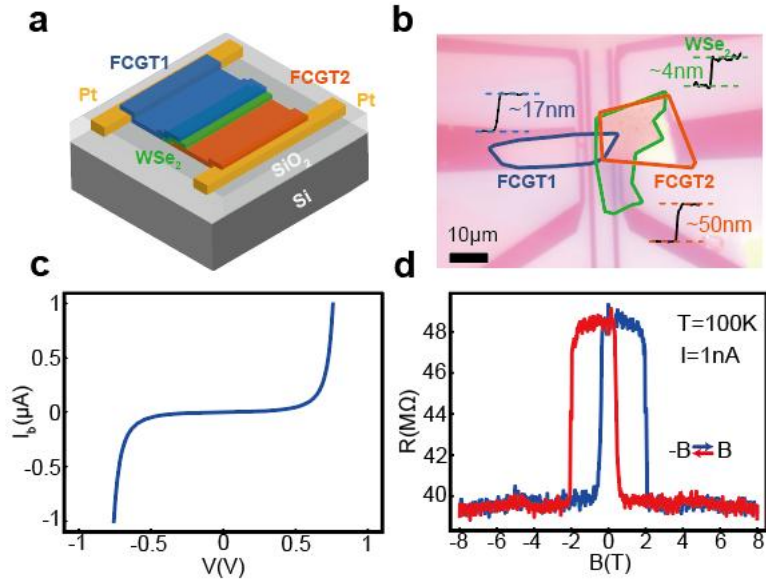 a
FCGT1
FCGT2
Pt
Pt
WSe2
SiO2
Si
b
WSe2
~4nm
~17nm
FCGT1
FCGT2
~50nm
10μm
c
1
0.5
0
-0.5
-1
Ib(μA)
-1 -0.5 0 0.5 1
V(V)
d
48
46
44
42
40
R(MΩ)
T=100K
I=1nA
-B B
-8 -6 -4 -2 0 2 4 6 8
B(T)